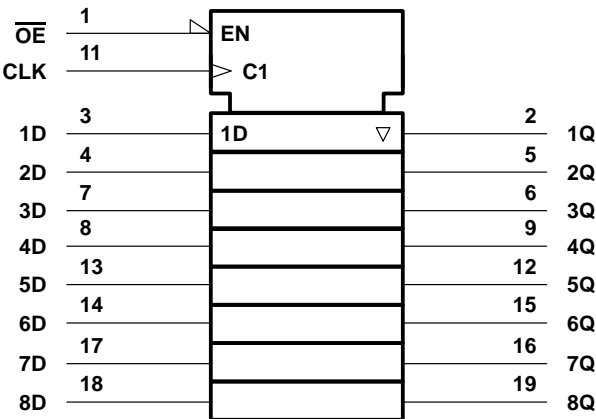 OE 1 EN
CLK 11 C1
1D 3 1D 2 1Q
2D 4 5 2Q
3D 7 6 3Q
4D 8 9 4Q
5D 13 12 5Q
6D 14 15 6Q
7D 17 16 7Q
8D 18 19 8Q